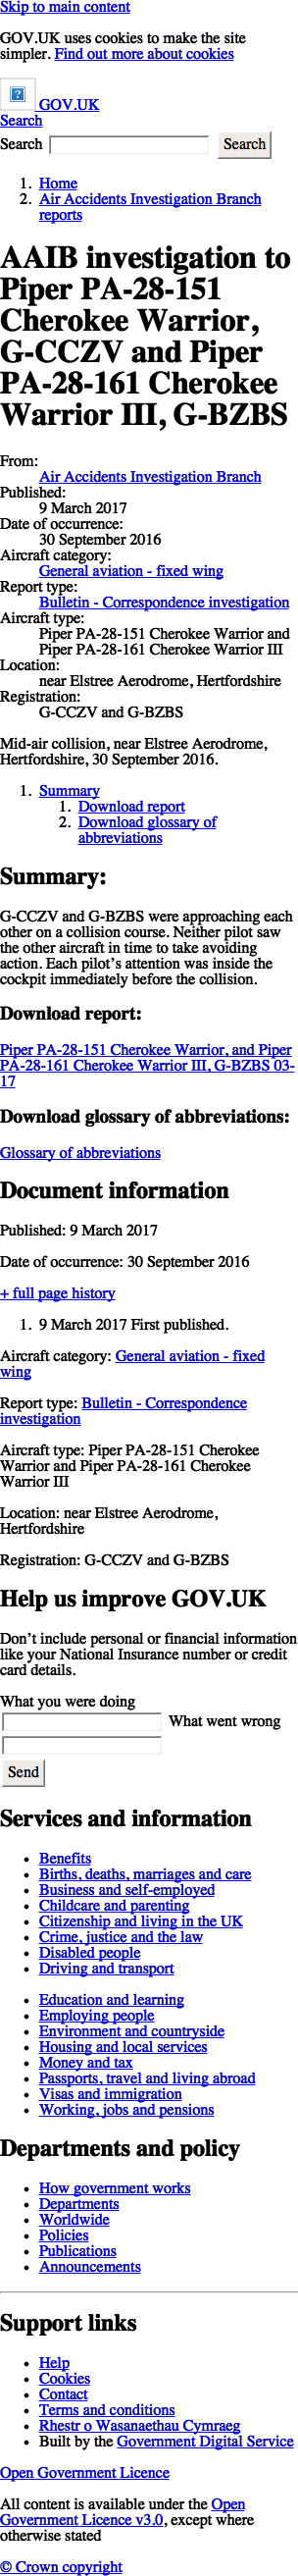 Skip to main content
GOV.UK uses cookies to make the site
simpler. Find out more about cookies
GOV.UK
Search
Search Search
1. Home
2. Air Accidents Investigation Branch
reports
AAIB investigation to
Piper PA-28-151
Cherokee Warrior,
G-CCZV and Piper
PA-28-161 Cherokee
Warrior III, G-BZBS
From:
Air Accidents Investigation Branch
Published:
9 March 2017
Date of occurrence:
30 September 2016
Aircraft category:
General aviation - fixed wing
Report type:
Bulletin - Correspondence investigation
Aircraft type:
Piper PA-28-151 Cherokee Warrior and
Piper PA-28-161 Cherokee Warrior III
Location:
near Elstree Aerodrome, Hertfordshire
Registration:
G-CCZV and G-BZBS
Mid-air collision, near Elstree Aerodrome,
Hertfordshire, 30 September 2016.
1. Summary
1. Download report
2. Download glossary of
abbreviations
Summary:
G-CCZV and G-BZBS were approaching each
other on a collision course. Neither pilot saw
the other aircraft in time to take avoiding
action. Each pilot’s attention was inside the
cockpit immediately before the collision.
Download report:
Piper PA-28-151 Cherokee Warrior, and Piper
PA-28-161 Cherokee Warrior III, G-BZBS 03-
17
Download glossary of abbreviations:
Glossary of abbreviations
Document information
Published: 9 March 2017
Date of occurrence: 30 September 2016
+ full page history
1. 9 March 2017 First published.
Aircraft category: General aviation - fixed
wing
Report type: Bulletin - Correspondence
investigation
Aircraft type: Piper PA-28-151 Cherokee
Warrior and Piper PA-28-161 Cherokee
Warrior III
Location: near Elstree Aerodrome,
Hertfordshire
Registration: G-CCZV and G-BZBS
Help us improve GOV.UK
Don’t include personal or financial information
like your National Insurance number or credit
card details.
What you were doing
What went wrong
Send
Services and information
• Benefits
• Births, deaths, marriages and care
• Business and self-employed
• Childcare and parenting
• Citizenship and living in the UK
• Crime, justice and the law
• Disabled people
• Driving and transport
• Education and learning
• Employing people
• Environment and countryside
• Housing and local services
• Money and tax
• Passports, travel and living abroad
• Visas and immigration
• Working, jobs and pensions
Departments and policy
• How government works
• Departments
• Worldwide
• Policies
• Publications
• Announcements
Support links
• Help
• Cookies
• Contact
• Terms and conditions
• Rhestr o Wasanaethau Cymraeg
• Built by the Government Digital Service
Open Government Licence
All content is available under the Open
Government Licence v3.0, except where
otherwise stated
© Crown copyright